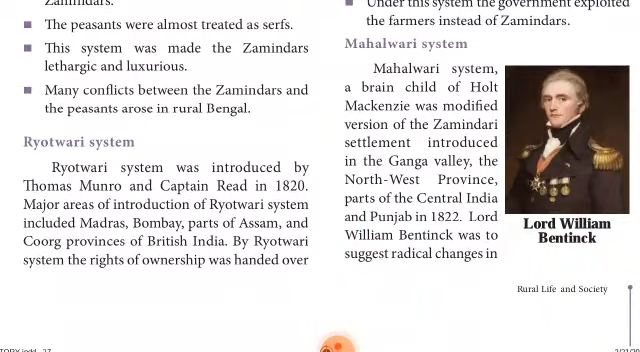 Zamindars.
■ The peasants were almost treated as serfs.
■ This system was made the Zamindars
lethargic and luxurious.
■ Many conflicts between the Zamindars and
the peasants arose in rural Bengal.
Ryotwari system
Ryotwari system was introduced by
Thomas Munro and Captain Read in 1820.
Major areas of introduction of Ryotwari system
included Madras, Bombay, parts of Assam, and
Coorg provinces of British India. By Ryotwari
system the rights of ownership was handed over
■ Under this system the government exploited
the farmers instead of Zamindars.
Mahalwari system
Mahalwari system,
a brain child of Holt
Mackenzie was modified
version of the Zamindari
settlement introduced
in the Ganga valley, the
North-West Province,
parts of the Central India
and Punjab in 1822. Lord
William Bentinck was to
suggest radical changes in
Lord William
Bentinck
Rural Life and Society